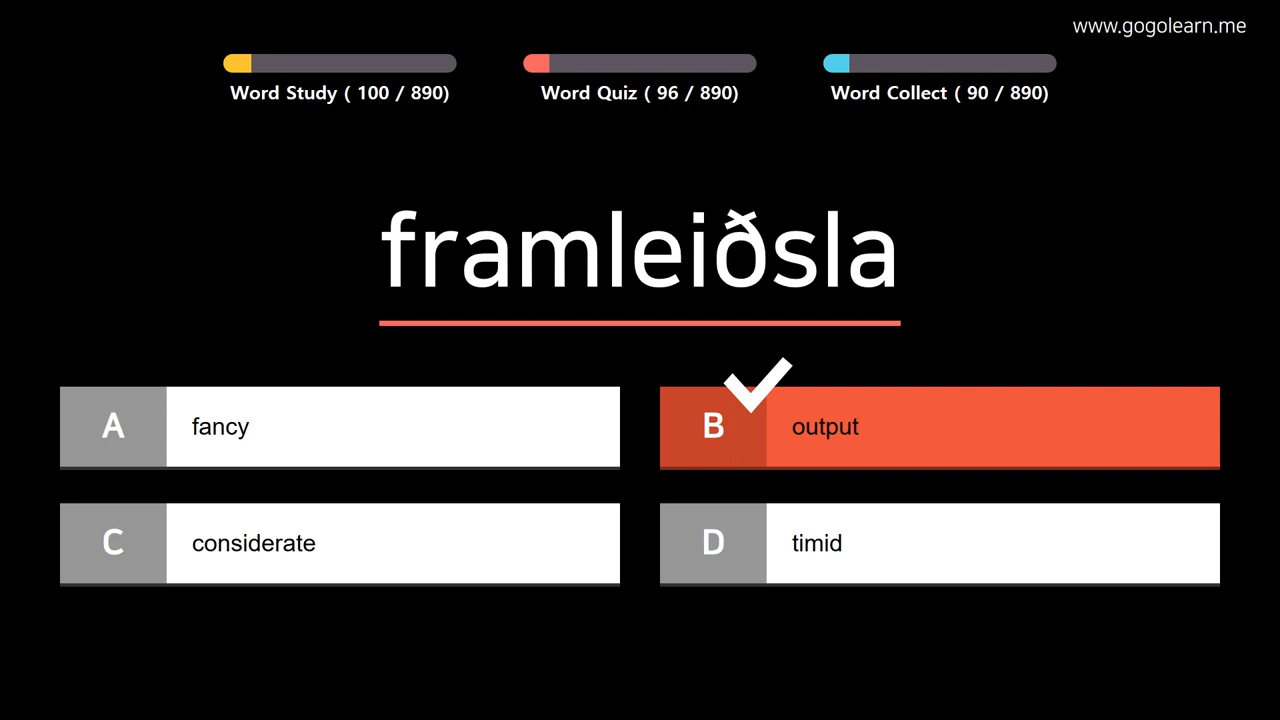 www.gogolearn.me
Word Study ( 100 / 890)
Word Quiz ( 96 / 890)
Word Collect ( 90 / 890)
framleiðsla
A fancy
B output
C considerate
D timid